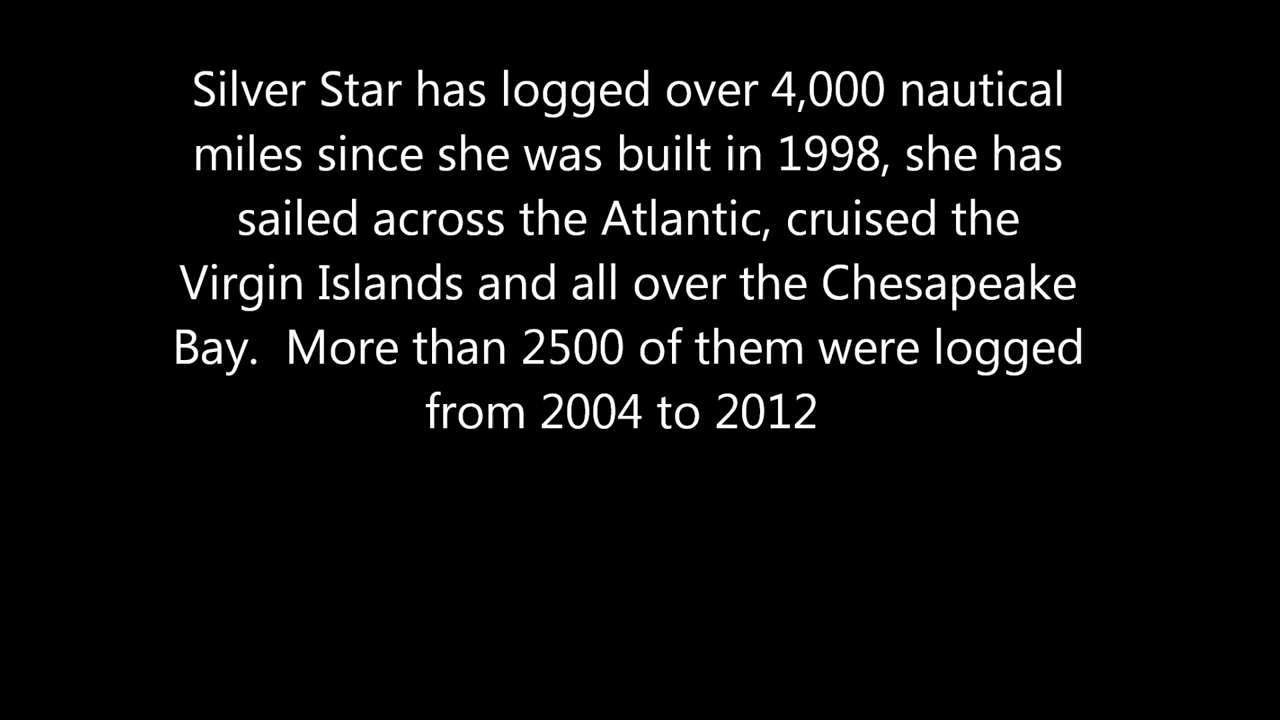 Silver Star has logged over 4,000 nautical
miles since she was built in 1998, she has
sailed across the Atlantic, cruised the
Virgin Islands and all over the Chesapeake
Bay.  More than 2500 of them were logged
from 2004 to 2012